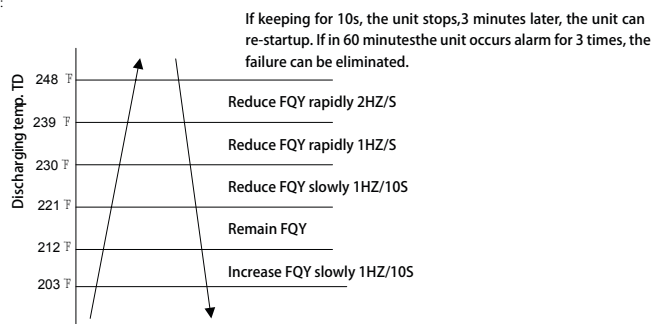 :
If keeping for 10s, the unit stops,3 minutes later, the unit can
re-startup. If in 60 minutesthe unit occurs alarm for 3 times, the
failure can be eliminated.
Discharging temp. TD
248 ℉
Reduce FQY rapidly 2HZ/S
239 ℉
Reduce FQY rapidly 1HZ/S
230 ℉
Reduce FQY slowly 1HZ/10S
221 ℉
Remain FQY
212 ℉
Increase FQY slowly 1HZ/10S
203 ℉